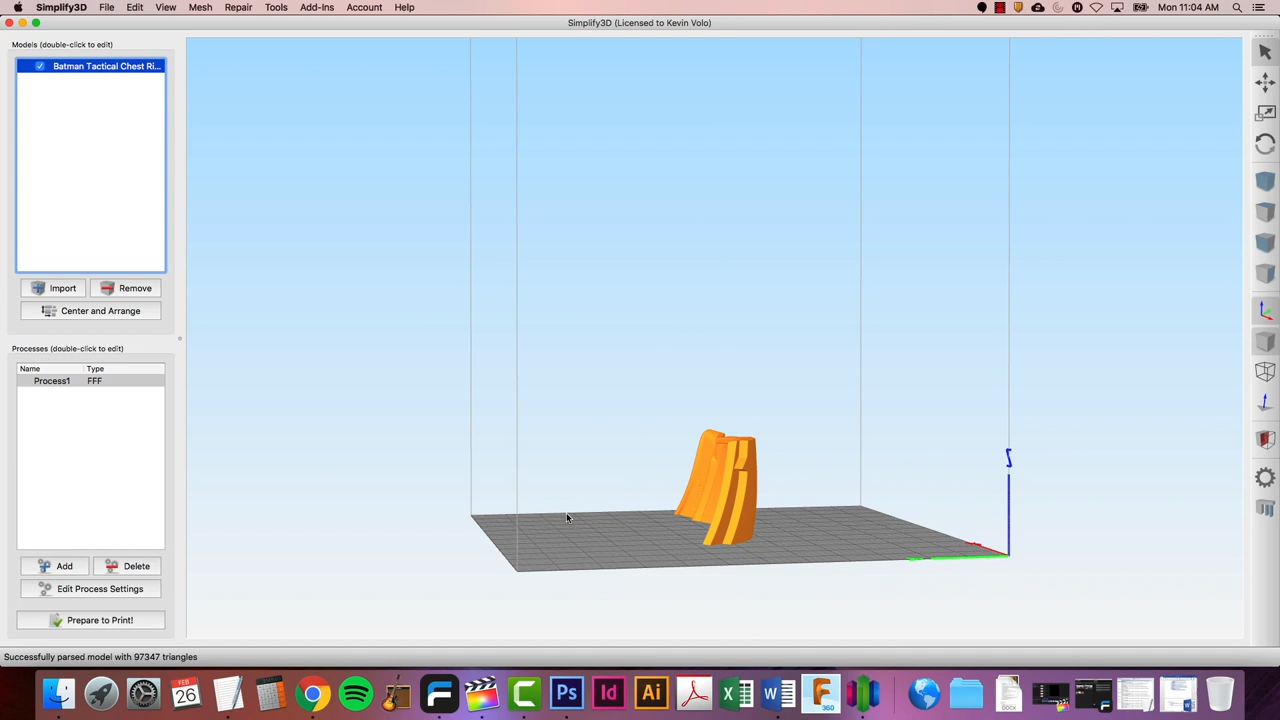 Simplify3D File Edit View Mesh Repair Tools Add-Ins Account Help Mon 11:04 AM
Simplify3D (Licensed to Kevin Volo)
Models (double-click to edit)
Batman Tactical Chest Ri...
Import Remove
Center and Arrange
Processes (double-click to edit)
Name Type
Process1 FFF
Add Delete
Edit Process Settings
Prepare to Print!
Z
Successfully parsed model with 97347 triangles
FEB
26
Ps Id Ai
F
360
DOCX